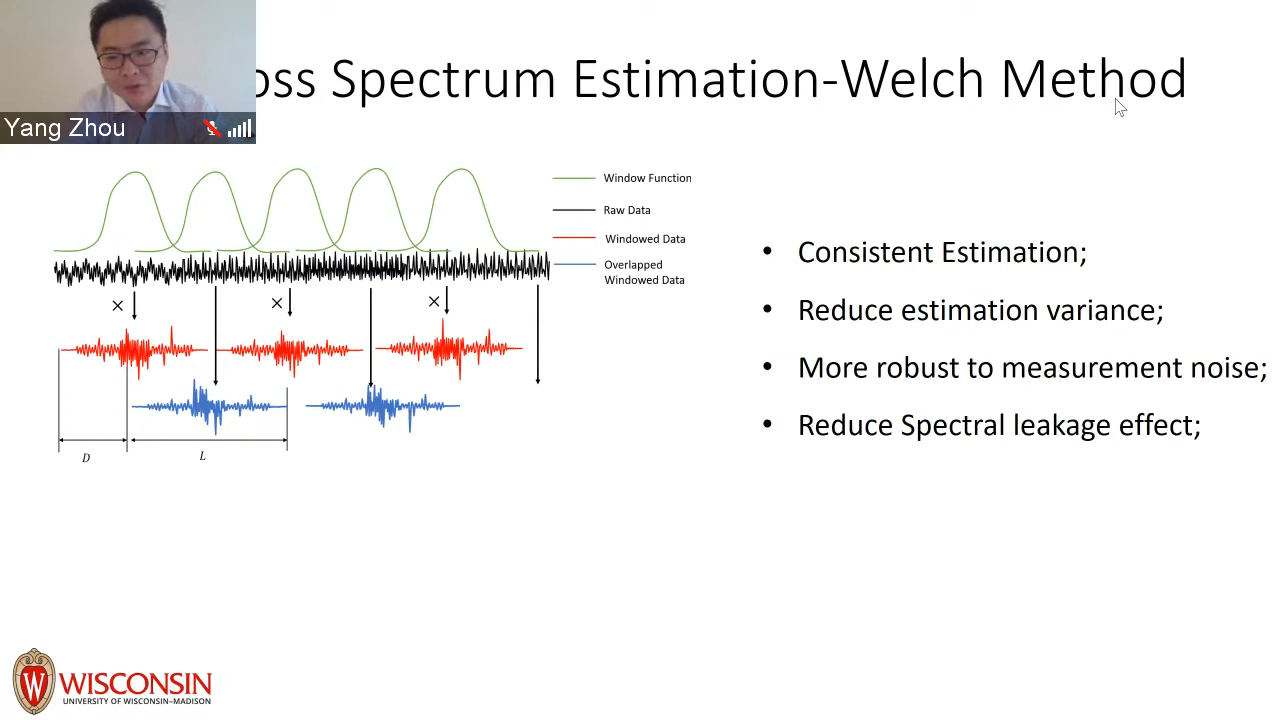 oss Spectrum Estimation-Welch Method
Yang Zhou
Window Function
Raw Data
Windowed Data
Overlapped
Windowed Data
×
×
×
D
L
• Consistent Estimation;
• Reduce estimation variance;
• More robust to measurement noise;
• Reduce Spectral leakage effect;
W
WISCONSIN
UNIVERSITY OF WISCONSIN–MADISON